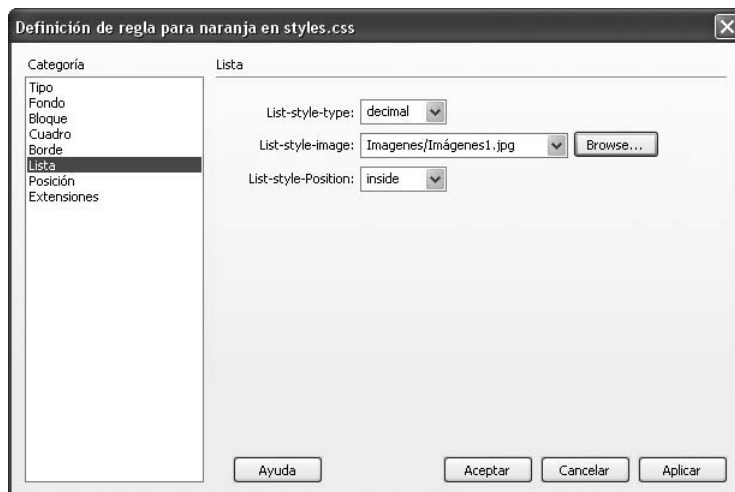 Definición de regla para naranja en styles.css
Categoría
Tipo
Fondo
Bloque
Cuadro
Borde
Lista
Posición
Extensiones
Lista
List-style-type: decimal
List-style-image: Imagenes/Imágenes1.jpg Browse...
List-style-Position: inside
Ayuda Aceptar Cancelar Aplicar